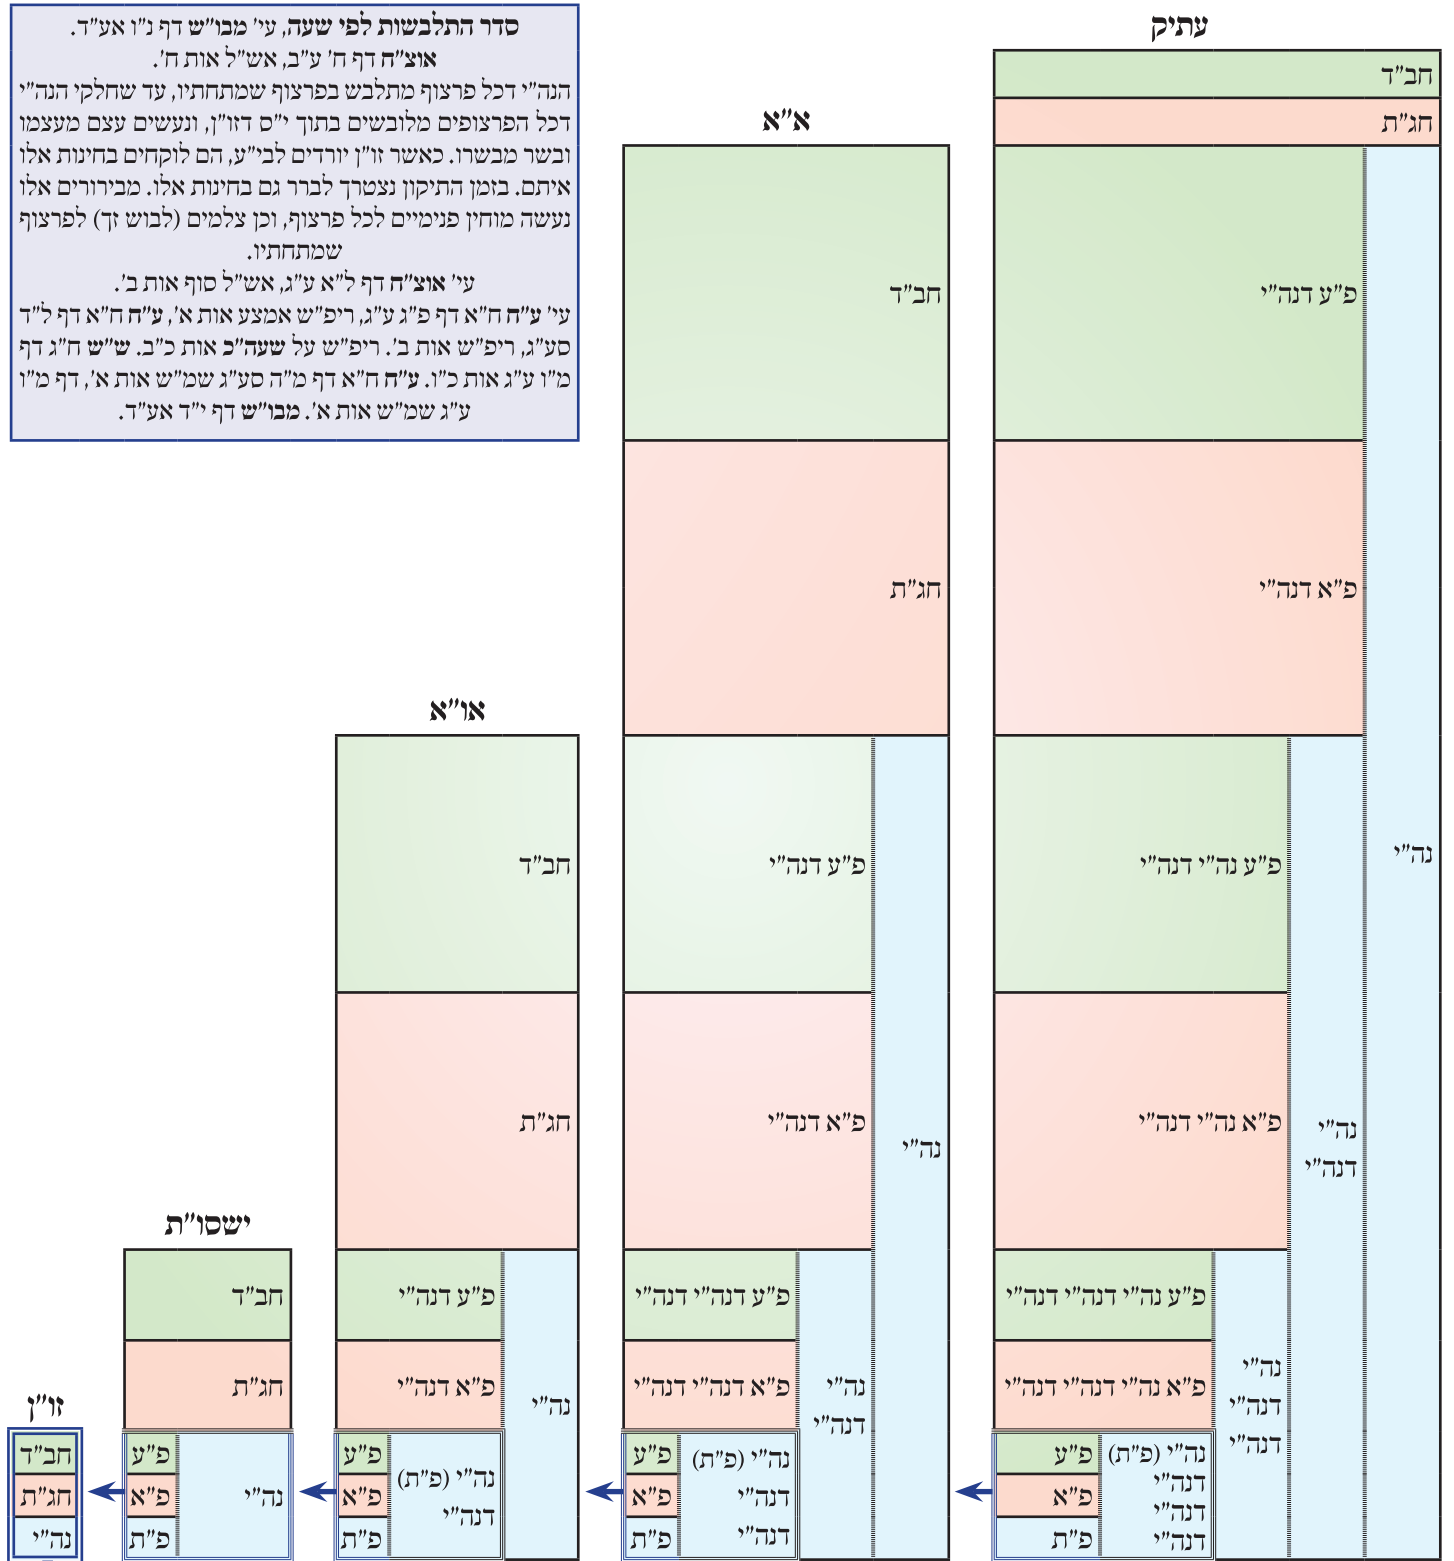 עתיק
חב"ד
חג"ת
נה"י
פ"ע דנה"י
פ"א דנה"י
נה"י
דנה"י
פ"ע נה"י דנה"י
פ"א נה"י דנה"י
נה"י
דנה"י
דנה"י
פ"ע נה"י דנה"י דנה"י
פ"א נה"י דנה"י דנה"י
נה"י (פ"ת)
דנה"י
דנה"י
דנה"י
פ"ע
פ"א
פ"ת
א"א
חב"ד
חג"ת
נה"י
פ"ע דנה"י
פ"א דנה"י
נה"י
דנה"י
פ"ע דנה"י דנה"י
פ"א דנה"י דנה"י
נה"י (פ"ת)
דנה"י
דנה"י
פ"ע
פ"א
פ"ת
סדר התלבשות לפי שעה, עי' מבו"ש דף נ"ו אע"ד.
אוצ"ח דף ח' ע"ב, אש"ל אות ח'.
הנה"י דכל פרצוף מתלבש בפרצוף שמתחתיו, עד שחלקי הנה"י
דכל הפרצופים מלובשים בתוך י"ס דזו"ן, ונעשים עצם מעצמו
ובשר מבשרו. כאשר זו"ן יורדים לבי"ע, הם לוקחים בחינות אלו
איתם. בזמן התיקון נצטרך לברר גם בחינות אלו. מבירורים אלו
נעשה מוחין פנימיים לכל פרצוף, וכן צלמים (לבוש זך) לפרצוף
שמתחתיו.
עי' אוצ"ח דף ל"א ע"ג, אש"ל סוף אות ב'.
עי' ע"ח ח"א דף פ"ג ע"ג, ריפ"ש אמצע אות א', ע"ח ח"א דף ל"ד
סע"ג, ריפ"ש אות ב'. ריפ"ש על שעה"כ אות כ"ב. ש"ש ח"ג דף
מ"ו ע"ג אות כ"ו. ע"ח ח"א דף מ"ה סע"ג שמ"ש אות א', דף מ"ו
ע"ג שמ"ש אות א'. מבו"ש דף י"ד אע"ד.
או"א
חב"ד
חג"ת
נה"י
פ"ע דנה"י
פ"א דנה"י
נה"י (פ"ת)
דנה"י
פ"ע
פ"א
פ"ת
ישסו"ת
חב"ד
חג"ת
נה"י
פ"ע
פ"א
פ"ת
זו"ן
חב"ד
חג"ת
נה"י